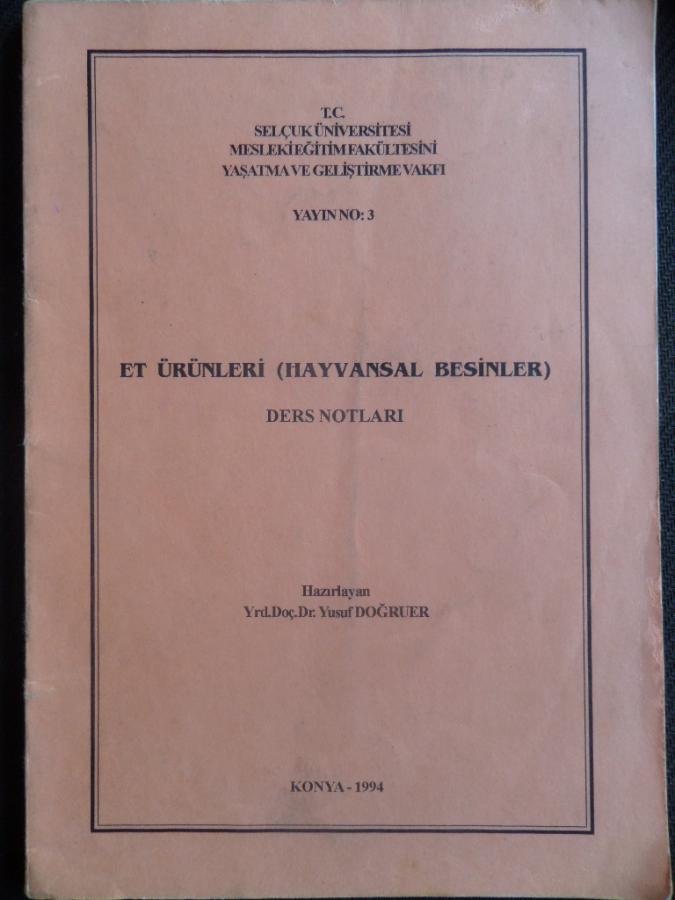 T.C.
SELÇUK ÜNİVERSİTESİ
MESLEKİ EĞİTİM FAKÜLTESİNİ
YAŞATMA VE GELİŞTİRME VAKFI
YAYIN NO: 3
ET ÜRÜNLERİ (HAYVANSAL BESİNLER)
DERS NOTLARI
Hazırlayan
Yrd.Doç.Dr. Yusuf DOĞRUER
KONYA - 1994